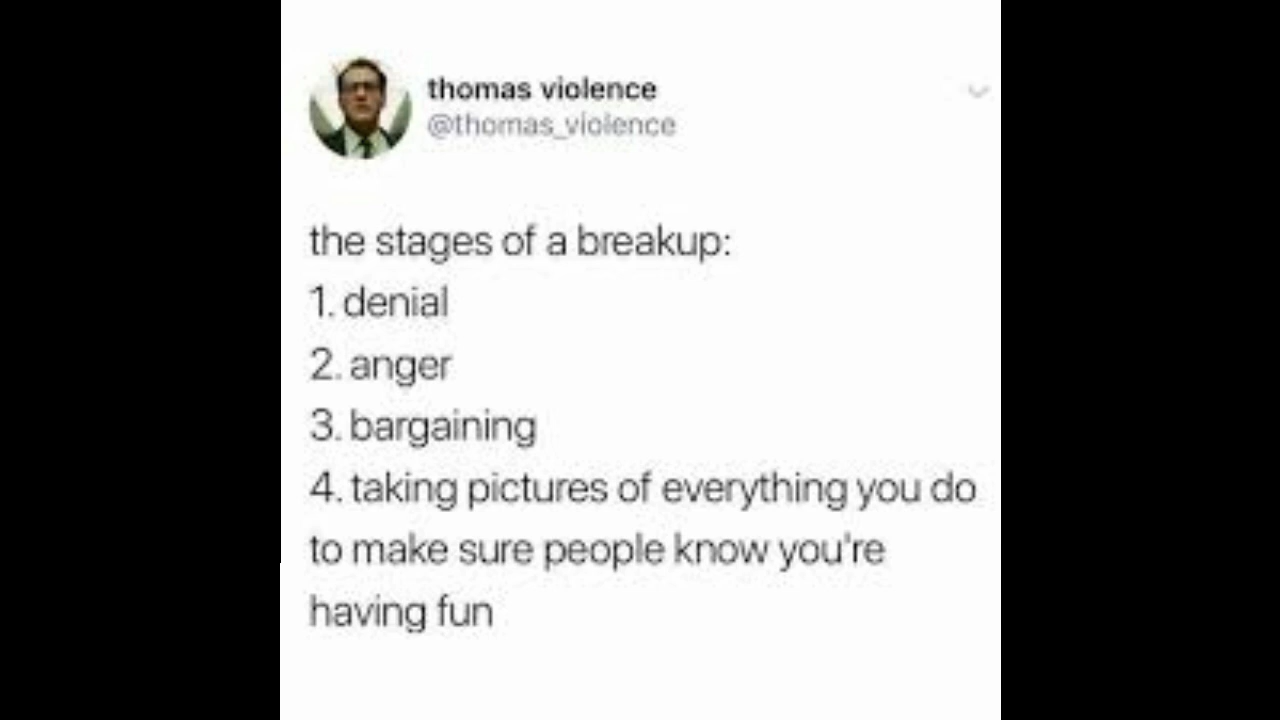 thomas violence
@thomas_violence
the stages of a breakup:
1. denial
2. anger
3. bargaining
4. taking pictures of everything you do
to make sure people know you're
having fun